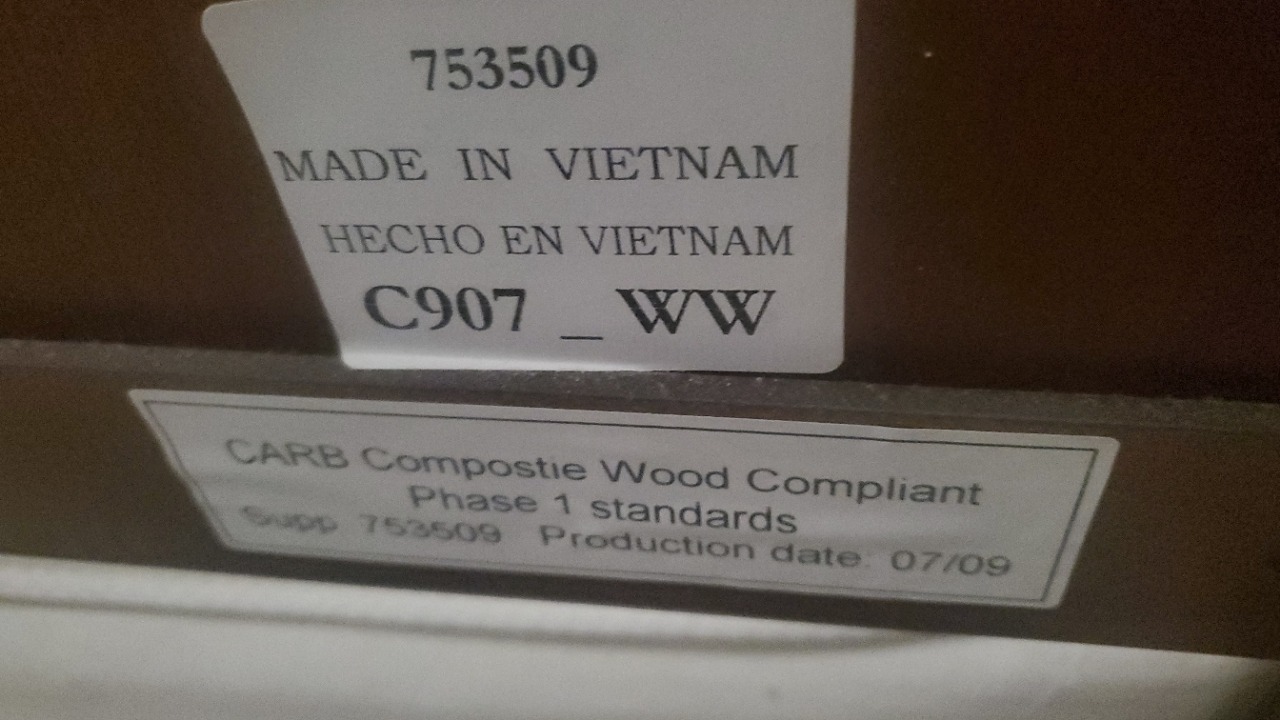 753509
MADE IN VIETNAM
HECHO EN VIETNAM
C907 _ WW
CARB Compostie Wood Compliant
Phase 1 standards
Supp 753509 Production date: 07/09